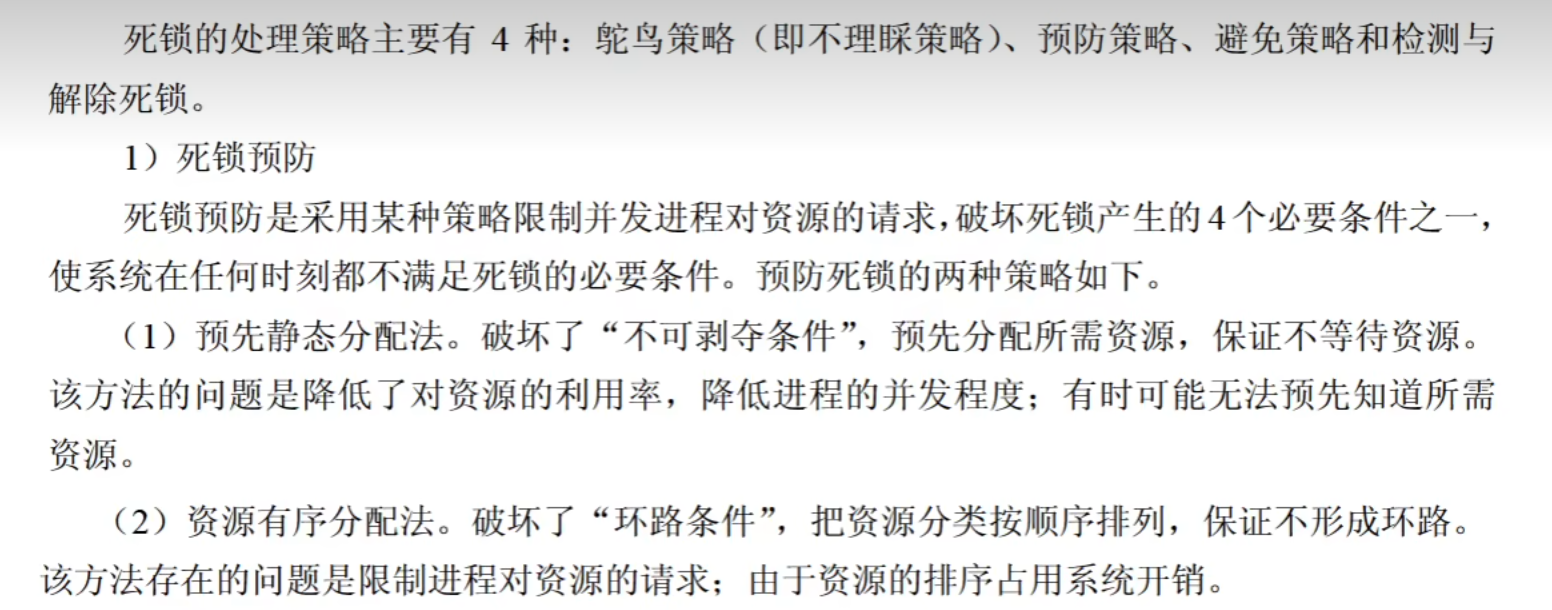 死锁的处理策略主要有 4 种：鸵鸟策略（即不理睬策略）、预防策略、避免策略和检测与
解除死锁。
1）死锁预防
死锁预防是采用某种策略限制并发进程对资源的请求，破坏死锁产生的 4 个必要条件之一，
使系统在任何时刻都不满足死锁的必要条件。预防死锁的两种策略如下。
（1）预先静态分配法。破坏了“不可剥夺条件”，预先分配所需资源，保证不等待资源。
该方法的问题是降低了对资源的利用率，降低进程的并发程度；有时可能无法预先知道所需
资源。
（2）资源有序分配法。破坏了“环路条件”，把资源分类按顺序排列，保证不形成环路。
该方法存在的问题是限制进程对资源的请求；由于资源的排序占用系统开销。